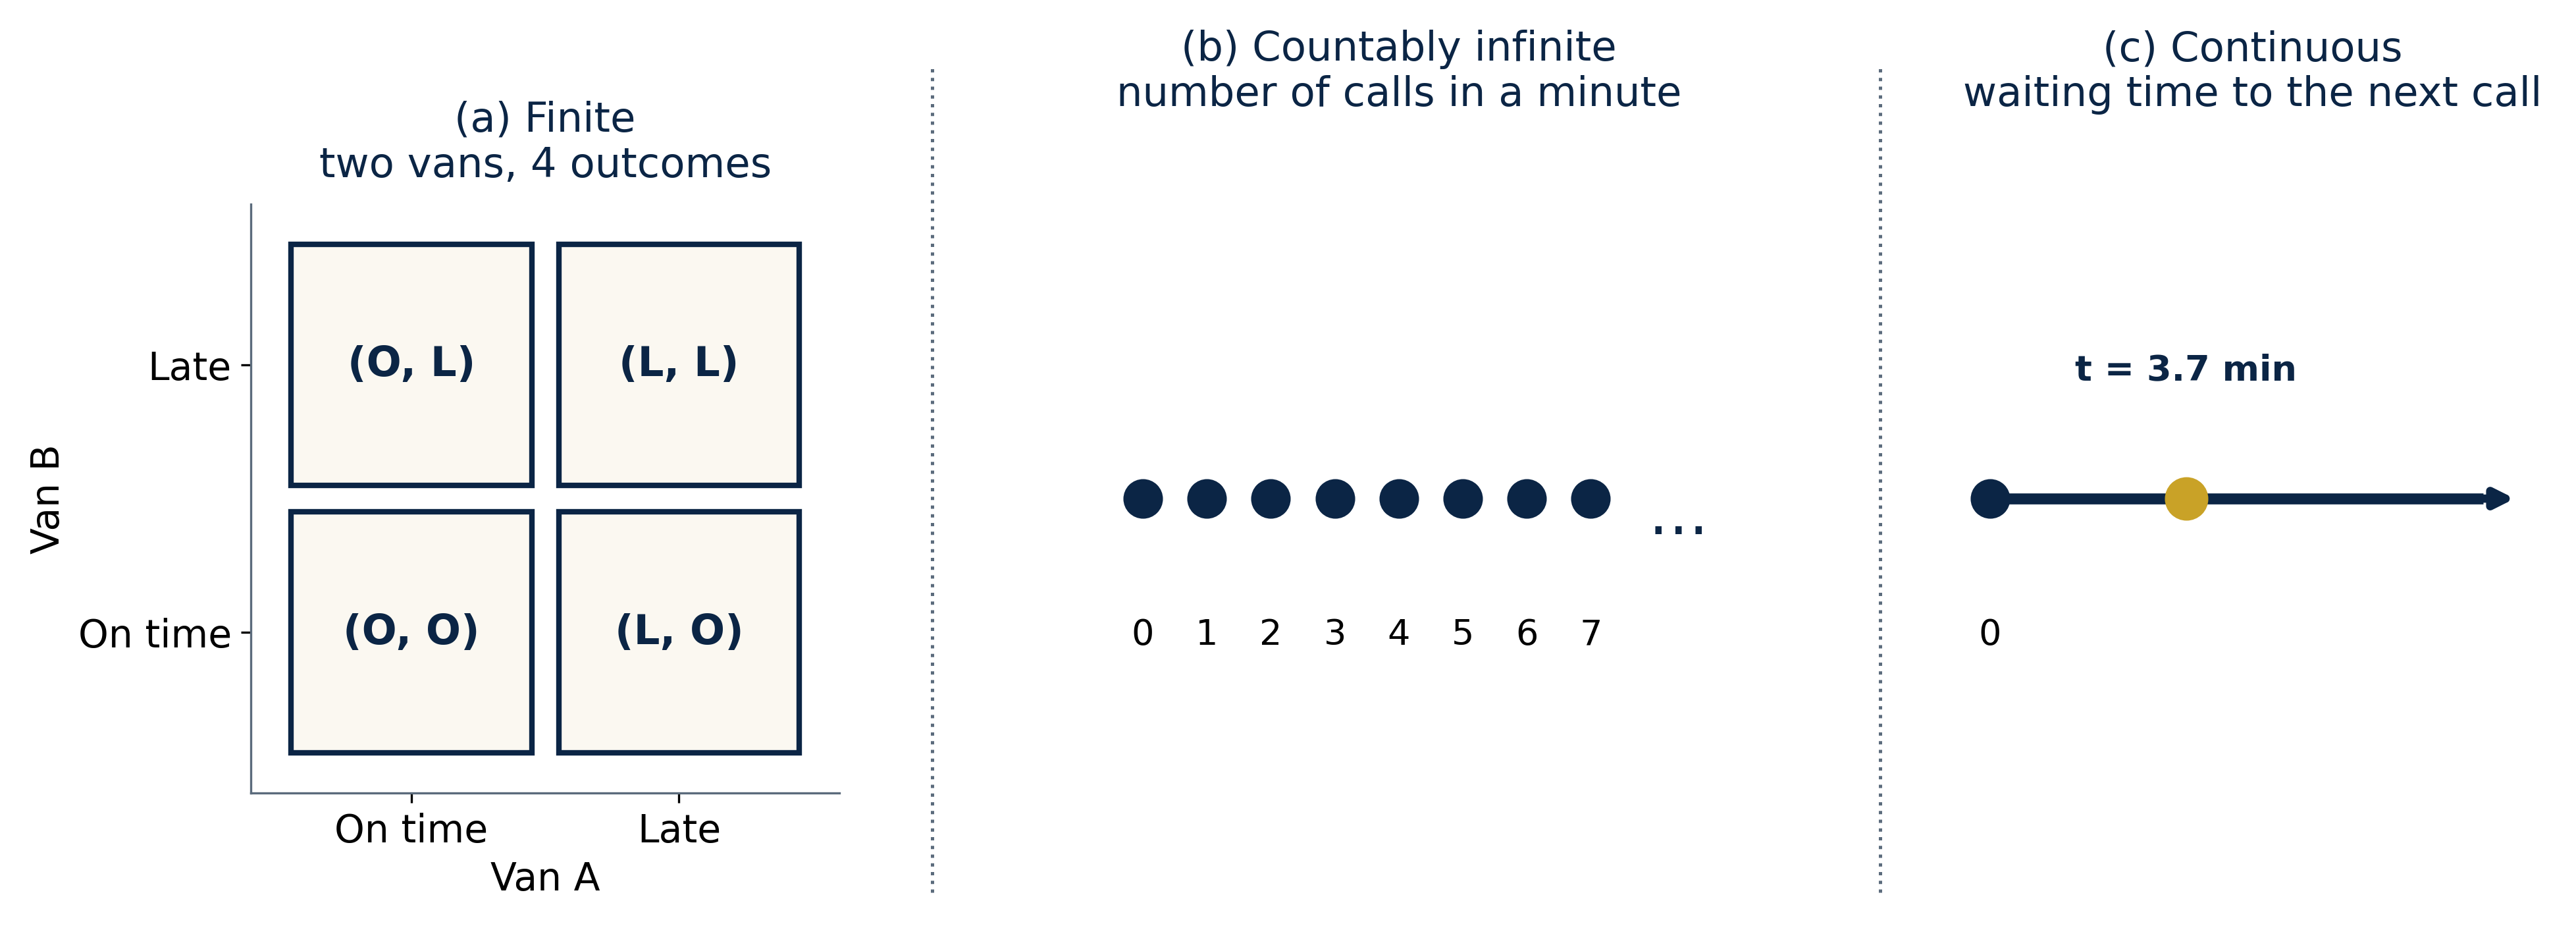 (a) Finite
two vans, 4 outcomes
Van B
Late
On time
(O, L)
(L, L)
(O, O)
(L, O)
On time
Late
Van A
(b) Countably infinite
number of calls in a minute
...
0 1 2 3 4 5 6 7
(c) Continuous
waiting time to the next call
t = 3.7 min
0